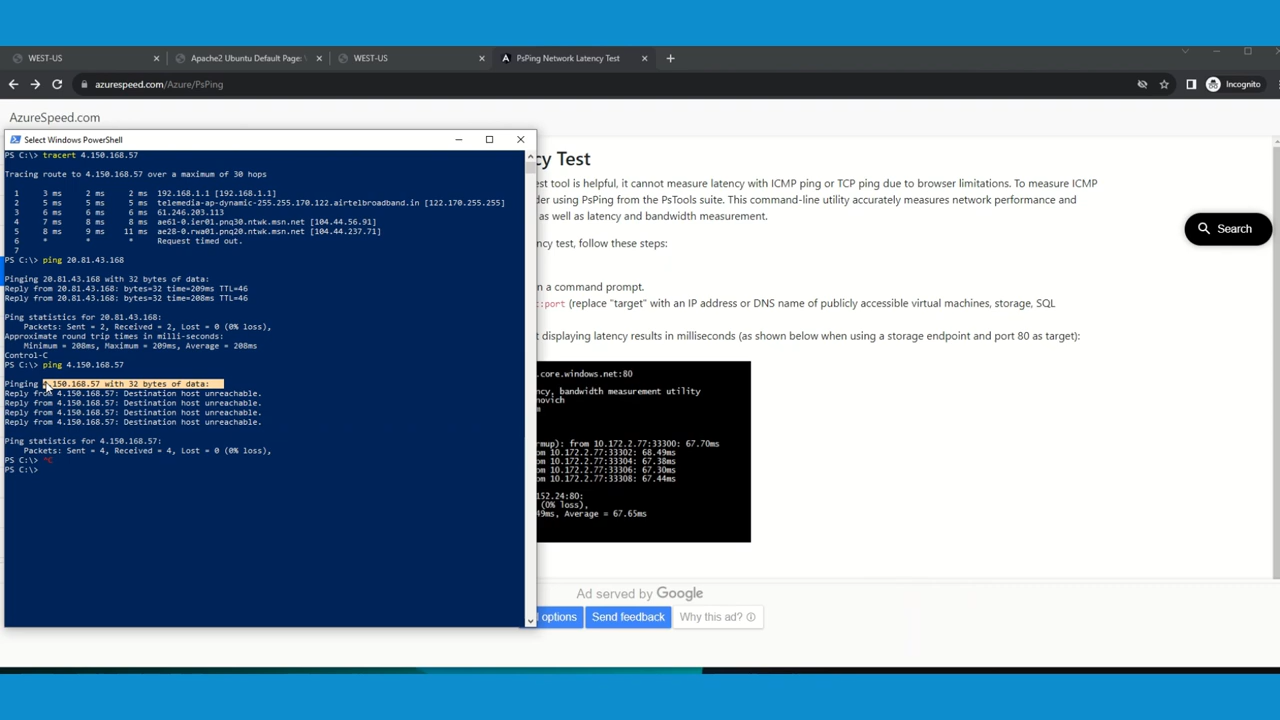 WEST-US
Apache2 Ubuntu Default Page:
WEST-US
PsPing Network Latency Test
azurespeed.com/Azure/PsPing
Incognito
AzureSpeed.com
Select Windows PowerShell
PS C:\> tracert 4.150.168.57
Tracing route to 4.150.168.57 over a maximum of 30 hops
1 3 ms 2 ms 2 ms 192.168.1.1 [192.168.1.1]
2 5 ms 5 ms 5 ms telemedia-ap-dynamic-255.255.170.122.airtelbroadband.in [122.170.255.255]
3 6 ms 6 ms 6 ms 61.246.203.113
4 7 ms 8 ms 7 ms ae61-0.ier01.pnq30.ntwk.msn.net [104.44.56.91]
5 8 ms 9 ms 11 ms ae28-0.rwa01.pnq20.ntwk.msn.net [104.44.237.71]
6 * * * Request timed out.
7
PS C:\> ping 20.81.43.168
Pinging 20.81.43.168 with 32 bytes of data:
Reply from 20.81.43.168: bytes=32 time=209ms TTL=46
Reply from 20.81.43.168: bytes=32 time=208ms TTL=46
Ping statistics for 20.81.43.168:
Packets: Sent = 2, Received = 2, Lost = 0 (0% loss),
Approximate round trip times in milli-seconds:
Minimum = 208ms, Maximum = 209ms, Average = 208ms
Control-C
PS C:\> ping 4.150.168.57
Pinging 4.150.168.57 with 32 bytes of data:
Reply from 4.150.168.57: Destination host unreachable.
Reply from 4.150.168.57: Destination host unreachable.
Reply from 4.150.168.57: Destination host unreachable.
Reply from 4.150.168.57: Destination host unreachable.
Ping statistics for 4.150.168.57:
Packets: Sent = 4, Received = 4, Lost = 0 (0% loss),
PS C:\> ^C
PS C:\>
cy Test
est tool is helpful, it cannot measure latency with ICMP ping or TCP ping due to browser limitations. To measure ICMP
der using PsPing from the PsTools suite. This command-line utility accurately measures network performance and
as well as latency and bandwidth measurement.
Search
ncy test, follow these steps:
n a command prompt.
:port (replace "target" with an IP address or DNS name of publicly accessible virtual machines, storage, SQL
t displaying latency results in milliseconds (as shown below when using a storage endpoint and port 80 as target):
.core.windows.net:80
ncy, bandwidth measurement utility
novich
m
rmup): from 10.172.2.77:33300: 67.70ms
om 10.172.2.77:33302: 68.49ms
om 10.172.2.77:33304: 67.38ms
om 10.172.2.77:33306: 67.30ms
om 10.172.2.77:33308: 67.44ms
152.24:80:
(0% loss),
49ms, Average = 67.65ms
Ad served by Google
options
Send feedback
Why this ad?